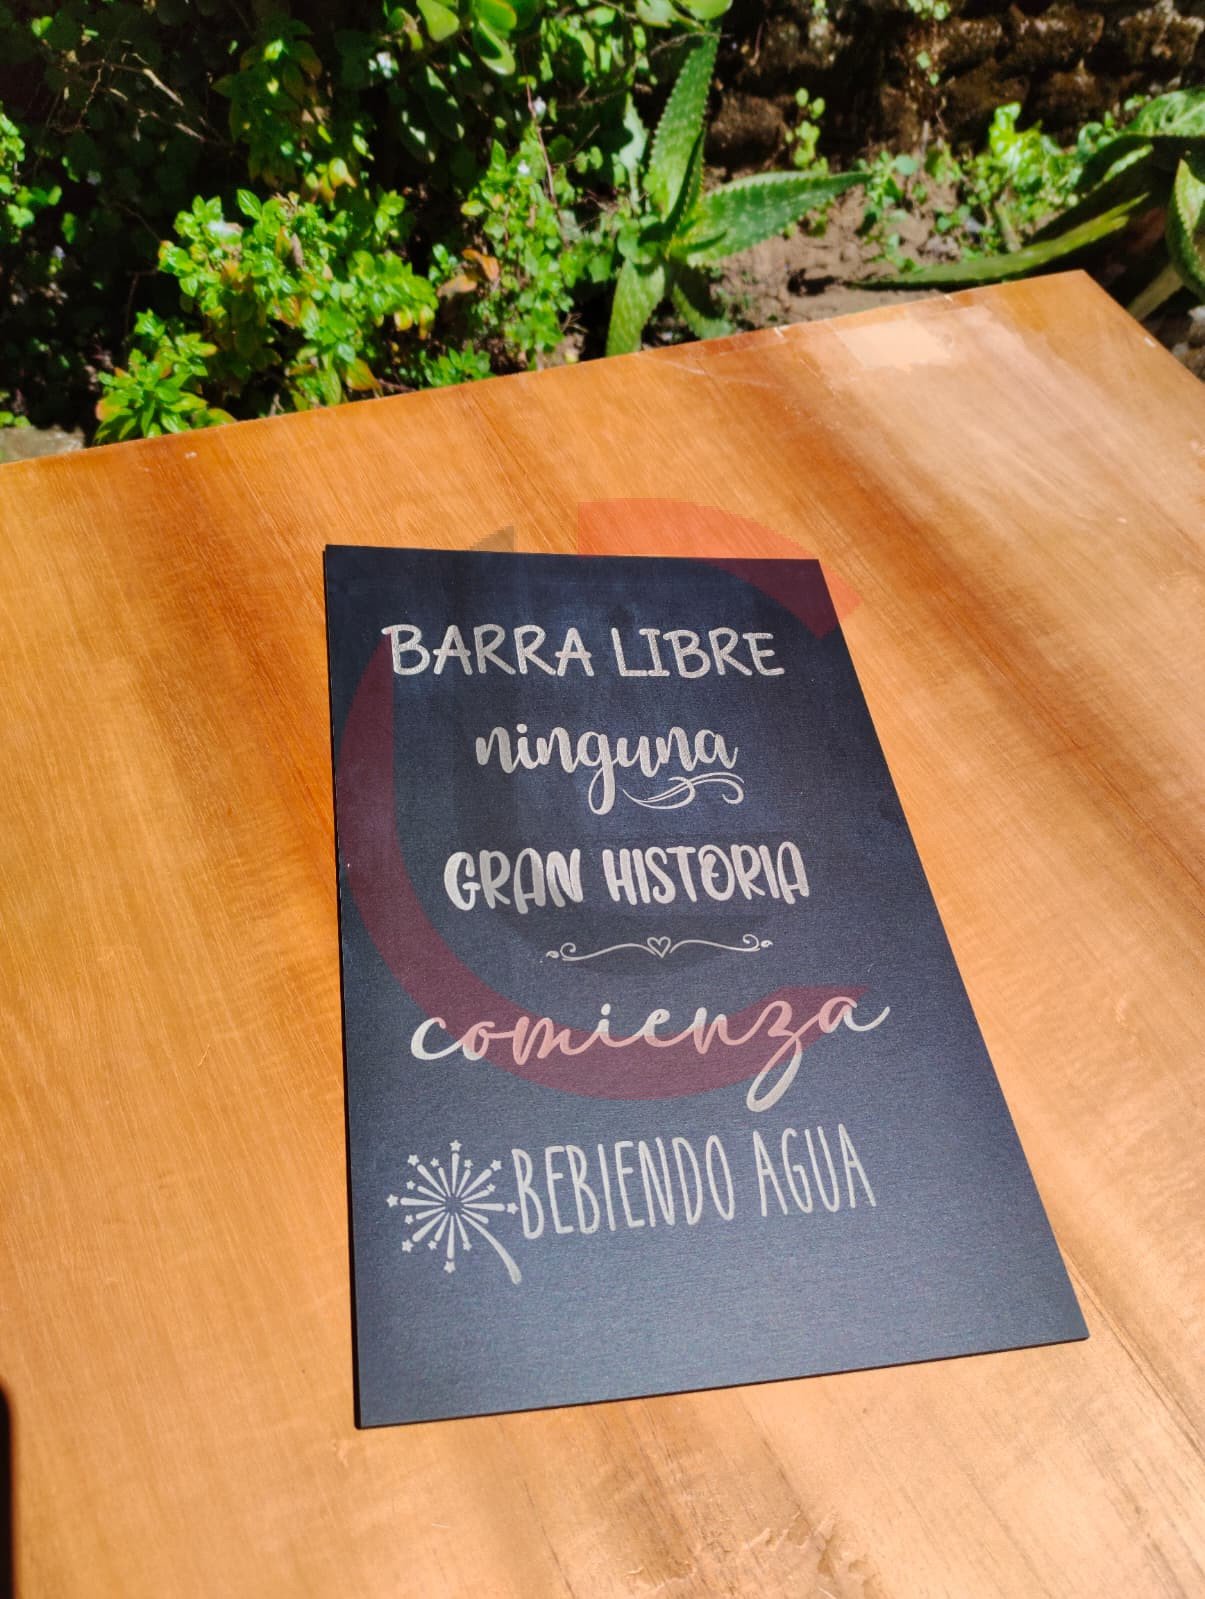 BARRA LIBRE
ninguna
GRAN HISTORIA
comienza
BEBIENDO AGUA